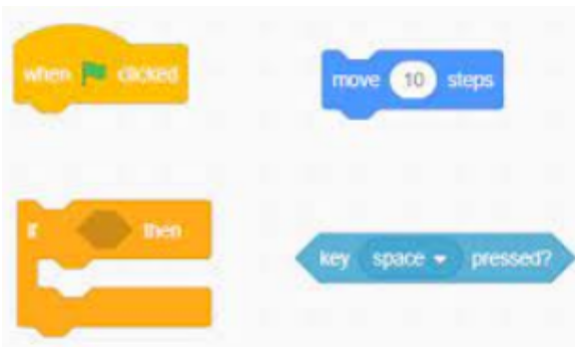 when clicked
move 10 steps
if then
key space pressed?